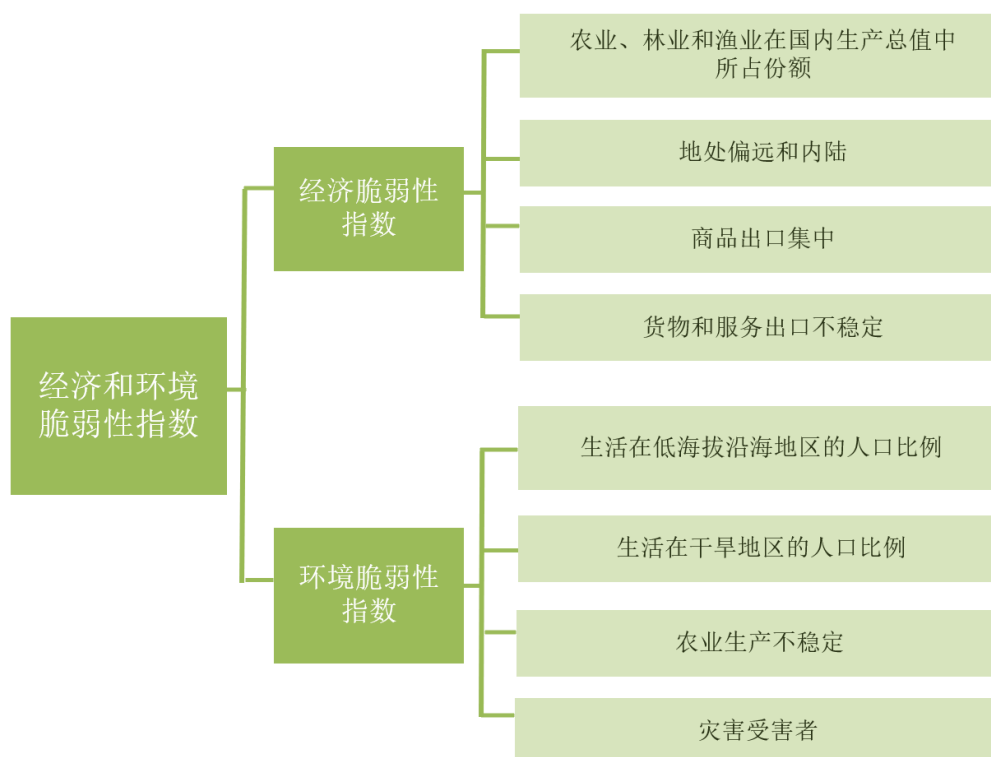 经济和环境
脆弱性指数
经济脆弱性
指数
农业、林业和渔业在国内生产总值中
所占份额
地处偏远和内陆
商品出口集中
货物和服务出口不稳定
环境脆弱性
指数
生活在低海拔沿海地区的人口比例
生活在干旱地区的人口比例
农业生产不稳定
灾害受害者